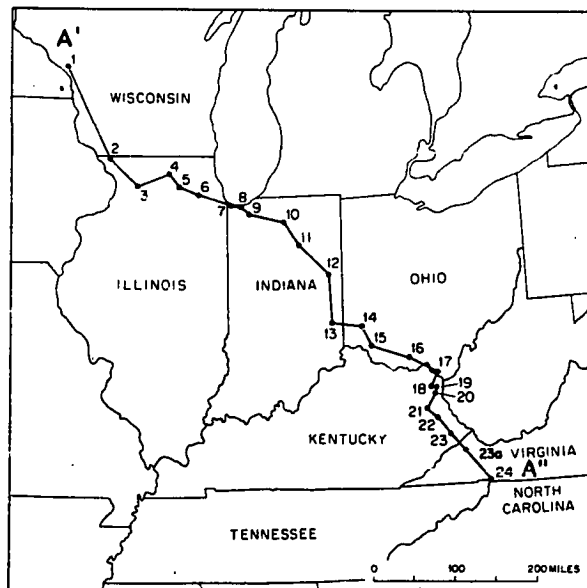 A'
1
WISCONSIN
2
3
4
5
6
7
8
9
10
11
12
ILLINOIS
INDIANA
OHIO
13
14
15
16
17
18
19
20
21
22
KENTUCKY
23
23a
VIRGINIA
A"
24
NORTH
CAROLINA
TENNESSEE
0 100 200 MILES